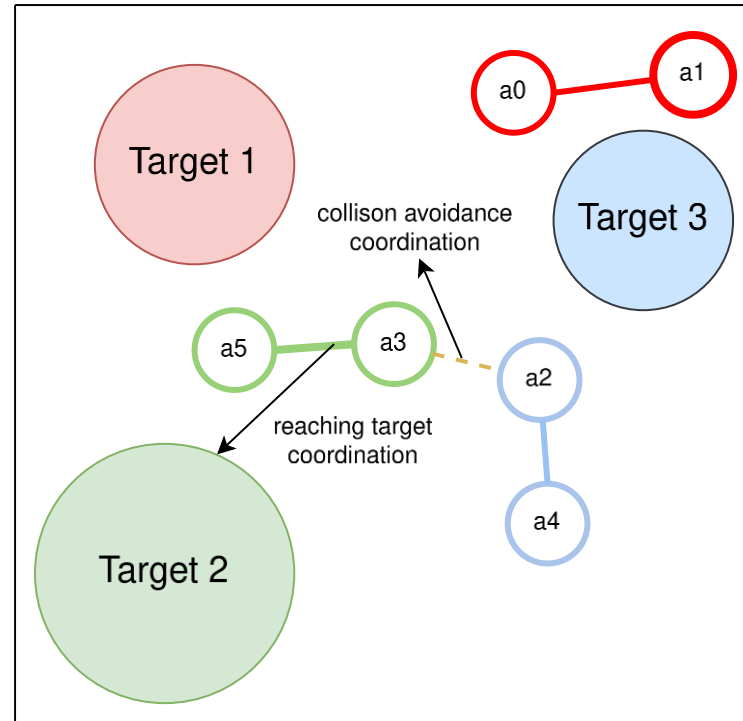 a0
a1
Target 1
Target 3
collison avoidance
coordination
a5
a3
a2
reaching target
coordination
a4
Target 2